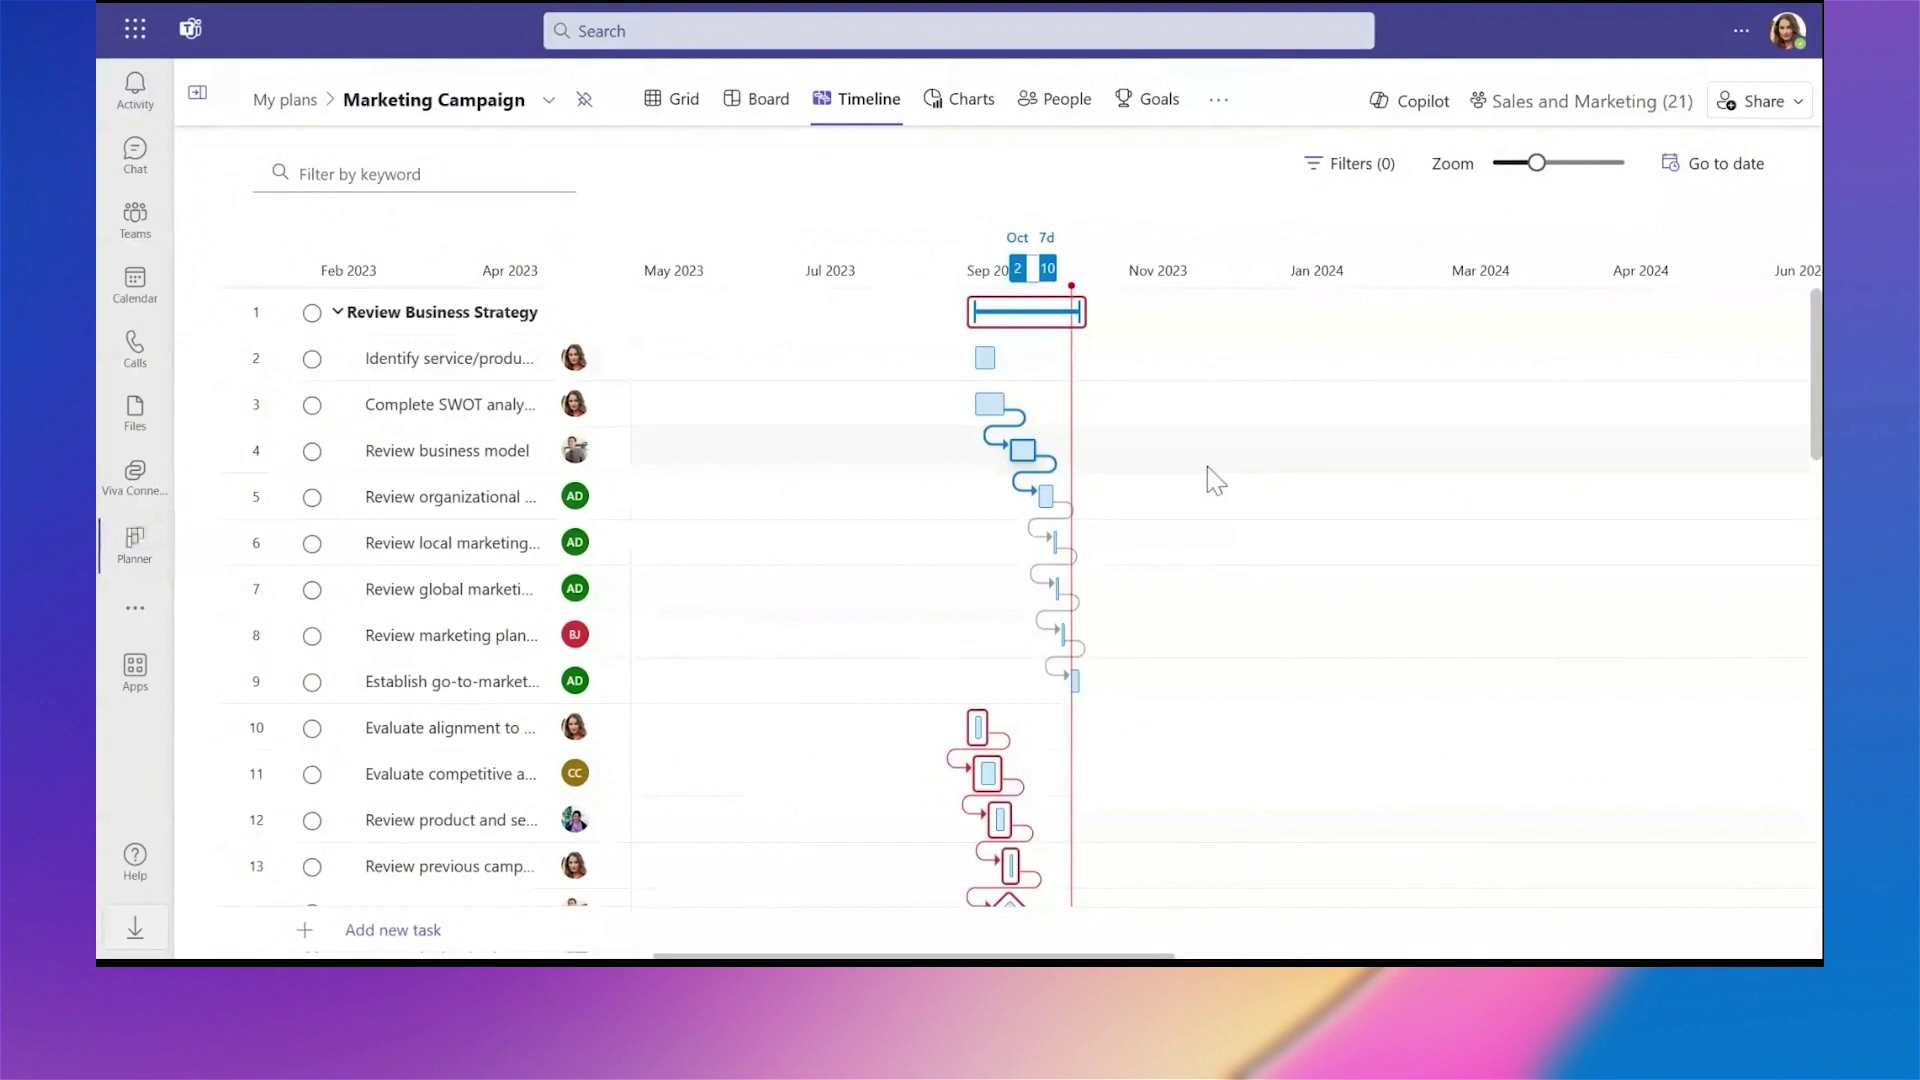 Search
Activity
Chat
Teams
Calendar
Calls
Files
Viva Conne...
Planner
Apps
Help
My plans > Marketing Campaign
Grid
Board
Timeline
Charts
People
Goals
Copilot
Sales and Marketing (21)
Share
Filter by keyword
Filters (0)
Zoom
Go to date
Oct 7d
Feb 2023 Apr 2023 May 2023 Jul 2023 Sep 20 2 10 Nov 2023 Jan 2024 Mar 2024 Apr 2024 Jun 202
1 Review Business Strategy
2 Identify service/produ...
3 Complete SWOT analy...
4 Review business model
5 Review organizational ... AD
6 Review local marketing... AD
7 Review global marketi... AD
8 Review marketing plan... BJ
9 Establish go-to-market... AD
10 Evaluate alignment to ...
11 Evaluate competitive a... CC
12 Review product and se...
13 Review previous camp...
Add new task